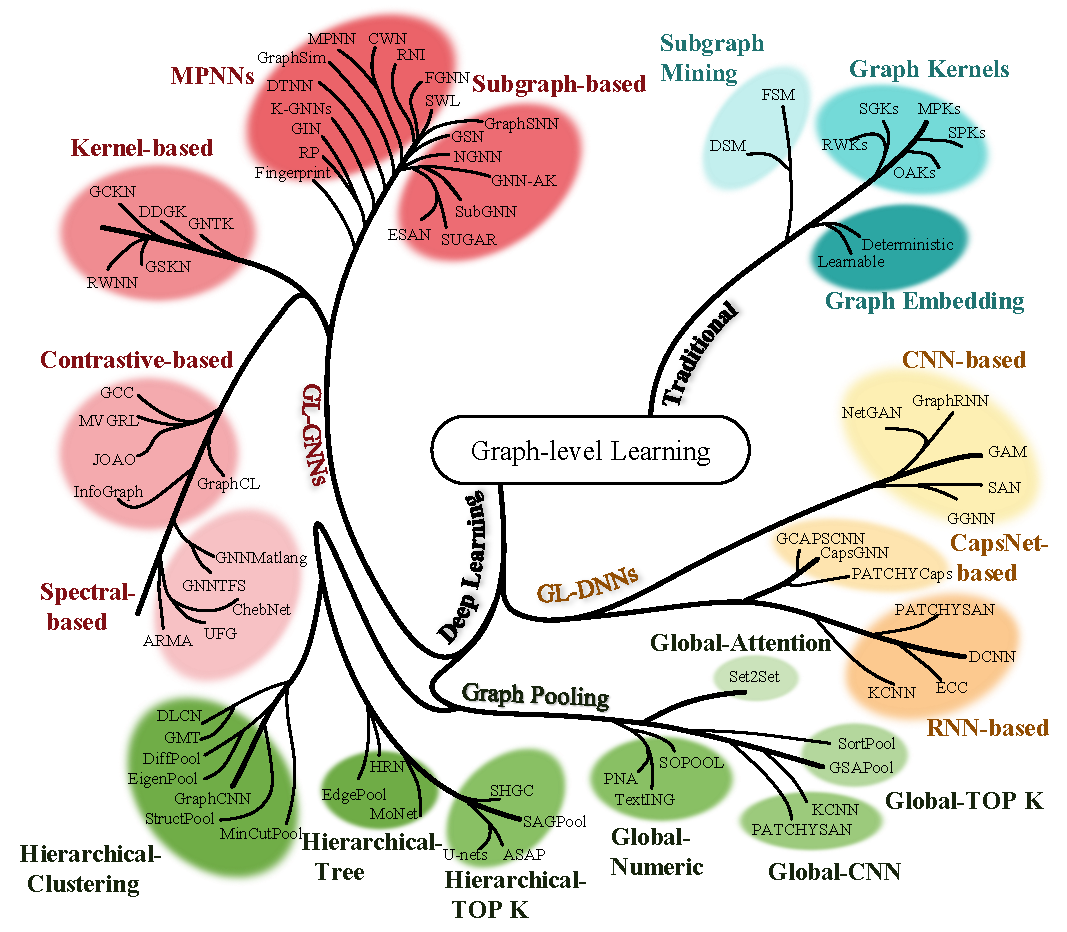 Graph-level Learning
Traditional
Subgraph
Mining
FSM
DSM
Graph Kernels
SGKs
MPKs
RWKs
SPKs
OAKs
Deterministic
Learnable
Graph Embedding
Deep Learning
GL-GNNs
MPNNs
MPNN
CWN
GraphSim
RNI
DTNN
FGNN
K-GNNs
SWL
GIN
RP
Fingerprint
Subgraph-based
GraphSNN
GSN
NGNN
GNN-AK
SubGNN
ESAN
SUGAR
Kernel-based
GCKN
DDGK
GNTK
GSKN
RWNN
Contrastive-based
GCC
MVGRL
JOAO
InfoGraph
GraphCL
Spectral-
based
GNNMatlang
GNNTFS
ChebNet
UFG
ARMA
GL-DNNs
CNN-based
NetGAN
GraphRNN
GAM
SAN
GGNN
CapsNet-
based
GCAPSCNN
CapsGNN
PATCHYCaps
PATCHYSAN
DCNN
ECC
KCNN
RNN-based
Graph Pooling
Global-Attention
Set2Set
SortPool
GSAPool
Global-TOP K
KCNN
PATCHYSAN
Global-CNN
SOPOOL
PNA
TextING
Global-
Numeric
SHGC
SAGPool
U-nets
ASAP
Hierarchical-
TOP K
HRN
EdgePool
MoNet
Hierarchical-
Tree
DLCN
GMT
DiffPool
EigenPool
GraphCNN
StructPool
MinCutPool
Hierarchical-
Clustering